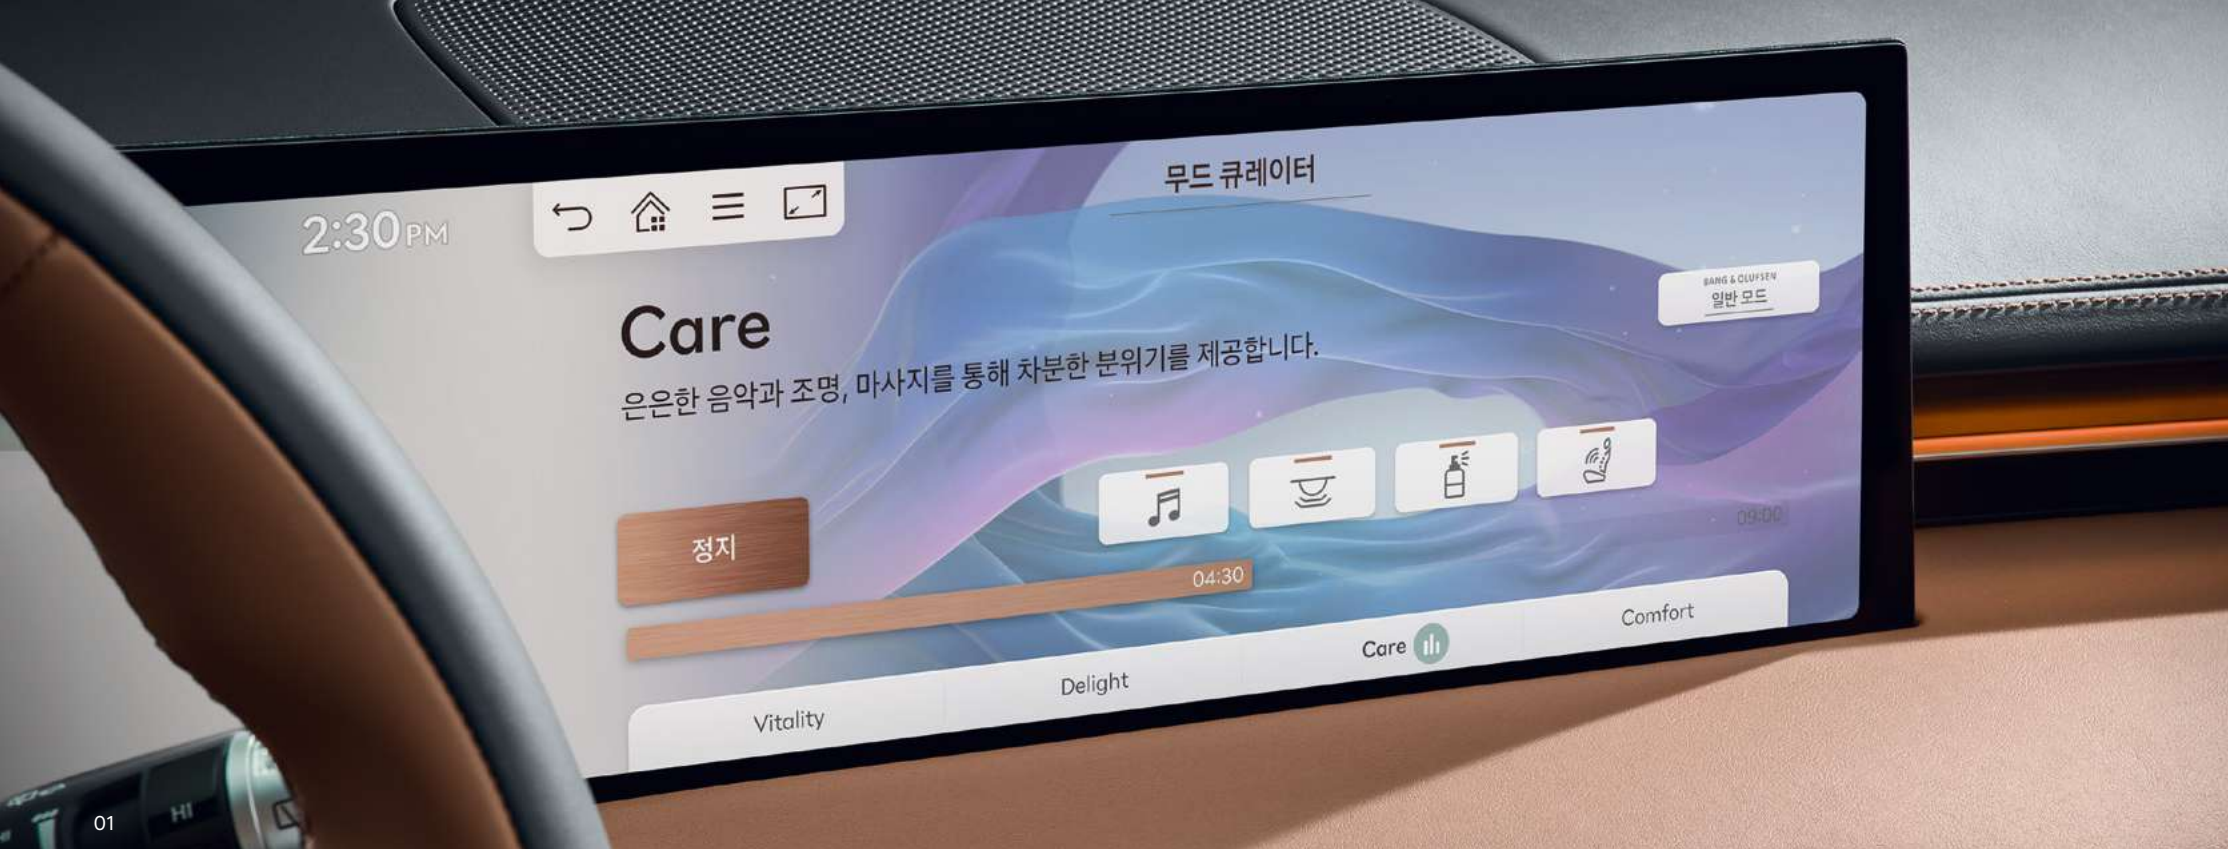 2:30 PM
무드 큐레이터
BANG & OLUFSEN
일반 모드
Care
은은한 음악과 조명, 마사지를 통해 차분한 분위기를 제공합니다.
09:00
정지
04:30
Vitality
Delight
Care
Comfort
HI
01